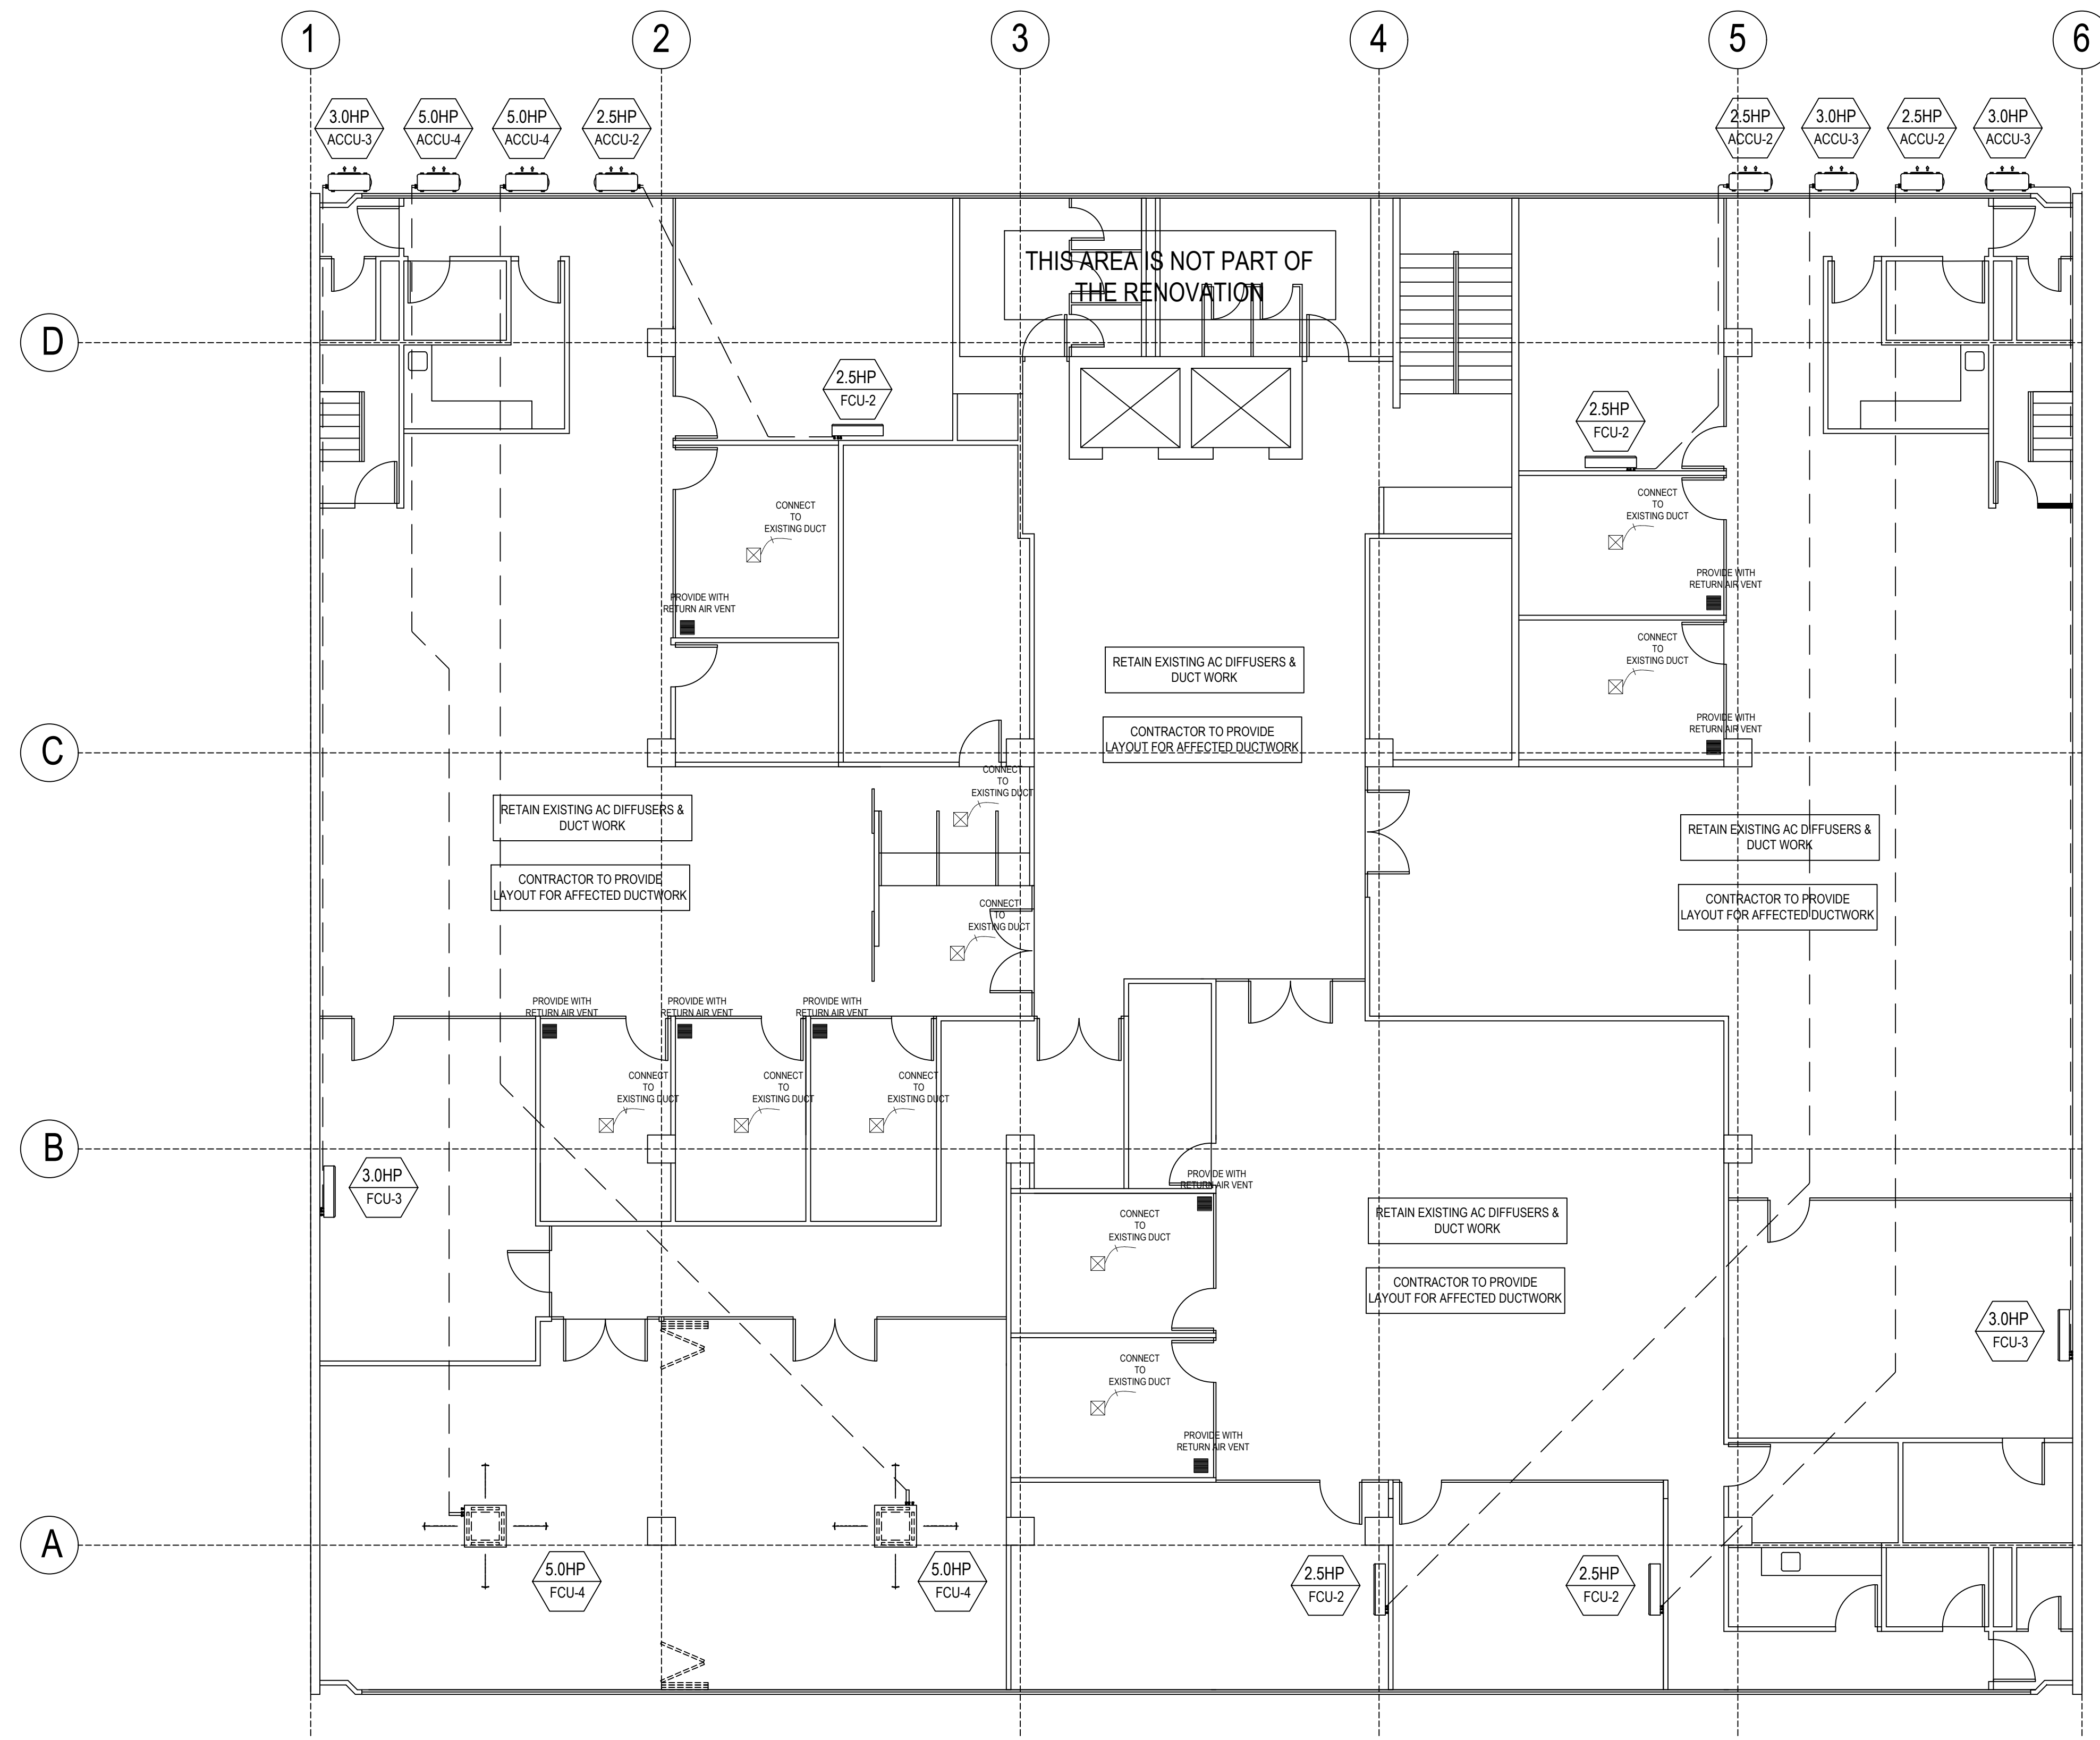 1
2
3
4
5
6
3.0HP
ACCU-3
5.0HP
ACCU-4
5.0HP
ACCU-4
2.5HP
ACCU-2
2.5HP
ACCU-2
3.0HP
ACCU-3
2.5HP
ACCU-2
3.0HP
ACCU-3
THIS AREA IS NOT PART OF
THE RENOVATION
D
2.5HP
FCU-2
2.5HP
FCU-2
CONNECT
TO
EXISTING DUCT
CONNECT
TO
EXISTING DUCT
PROVIDE WITH
RETURN AIR VENT
PROVIDE WITH
RETURN AIR VENT
CONNECT
TO
EXISTING DUCT
RETAIN EXISTING AC DIFFUSERS &
DUCT WORK
CONTRACTOR TO PROVIDE
LAYOUT FOR AFFECTED DUCTWORK
PROVIDE WITH
RETURN AIR VENT
C
CONNECT
TO
EXISTING DUCT
RETAIN EXISTING AC DIFFUSERS &
DUCT WORK
CONTRACTOR TO PROVIDE
LAYOUT FOR AFFECTED DUCTWORK
RETAIN EXISTING AC DIFFUSERS &
DUCT WORK
CONTRACTOR TO PROVIDE
LAYOUT FOR AFFECTED DUCTWORK
CONNECT
TO
EXISTING DUCT
PROVIDE WITH
RETURN AIR VENT
PROVIDE WITH
RETURN AIR VENT
PROVIDE WITH
RETURN AIR VENT
CONNECT
TO
EXISTING DUCT
CONNECT
TO
EXISTING DUCT
CONNECT
TO
EXISTING DUCT
B
3.0HP
FCU-3
PROVIDE WITH
RETURN AIR VENT
CONNECT
TO
EXISTING DUCT
RETAIN EXISTING AC DIFFUSERS &
DUCT WORK
CONTRACTOR TO PROVIDE
LAYOUT FOR AFFECTED DUCTWORK
3.0HP
FCU-3
CONNECT
TO
EXISTING DUCT
PROVIDE WITH
RETURN AIR VENT
A
5.0HP
FCU-4
5.0HP
FCU-4
2.5HP
FCU-2
2.5HP
FCU-2